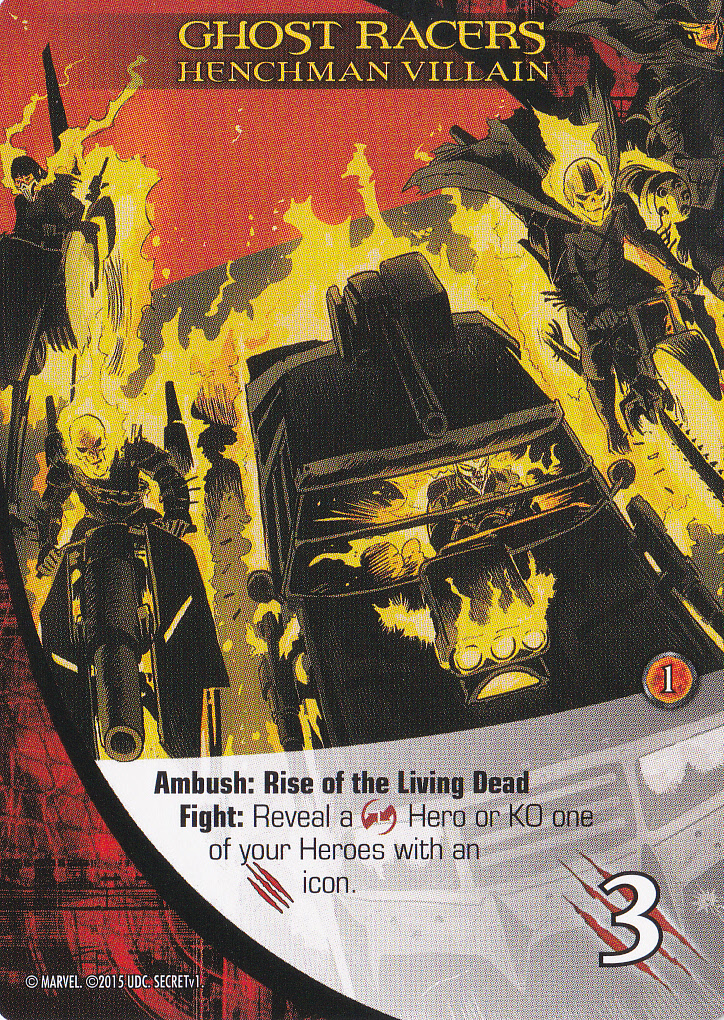 GHOST RACERS
HENCHMAN VILLAIN
1
Ambush: Rise of the Living Dead
Fight: Reveal a Hero or KO one
of your Heroes with an
icon.
3
© MARVEL. ©2015 UDC. SECRETv1.